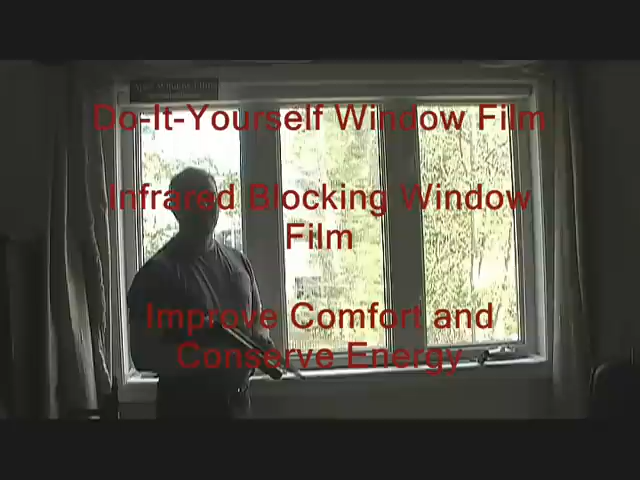 Do-It-Yourself Window Film
Infrared Blocking Window
Film
Improve Comfort and
Conserve Energy